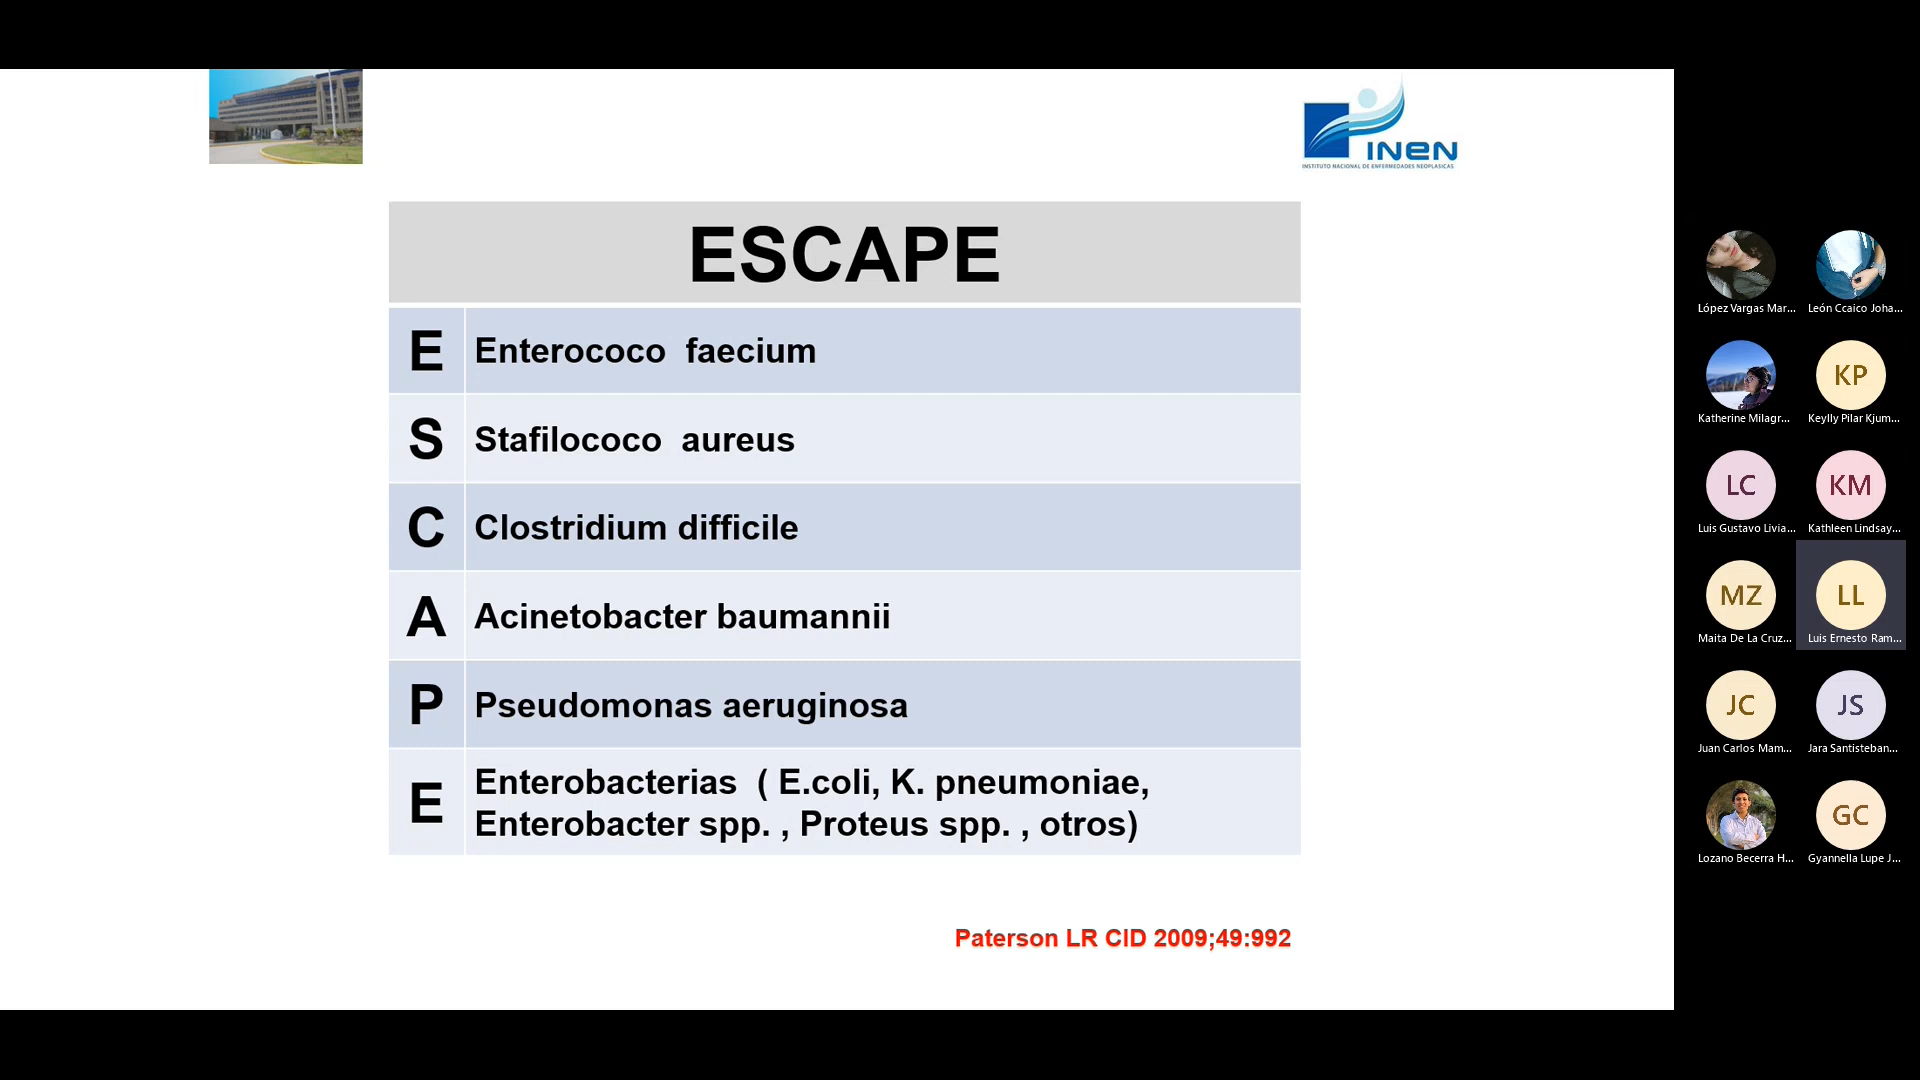 INEN
INSTITUTO NACIONAL DE ENFERMEDADES NEOPLASICAS
ESCAPE
E Enterococo faecium
S Stafilococo aureus
C Clostridium difficile
A Acinetobacter baumannii
P Pseudomonas aeruginosa
E Enterobacterias ( E.coli, K. pneumoniae,
Enterobacter spp. , Proteus spp. , otros)
Paterson LR CID 2009;49:992
López Vargas Mar...
León Ccaico Joha...
Katherine Milagr...
KP
Keylly Pilar Kjum...
LC
Luis Gustavo Livia...
KM
Kathleen Lindsay...
MZ
Maita De La Cruz...
LL
Luis Ernesto Ram...
JC
Juan Carlos Mam...
JS
Jara Santisteban...
Lozano Becerra H...
GC
Gyannella Lupe J...